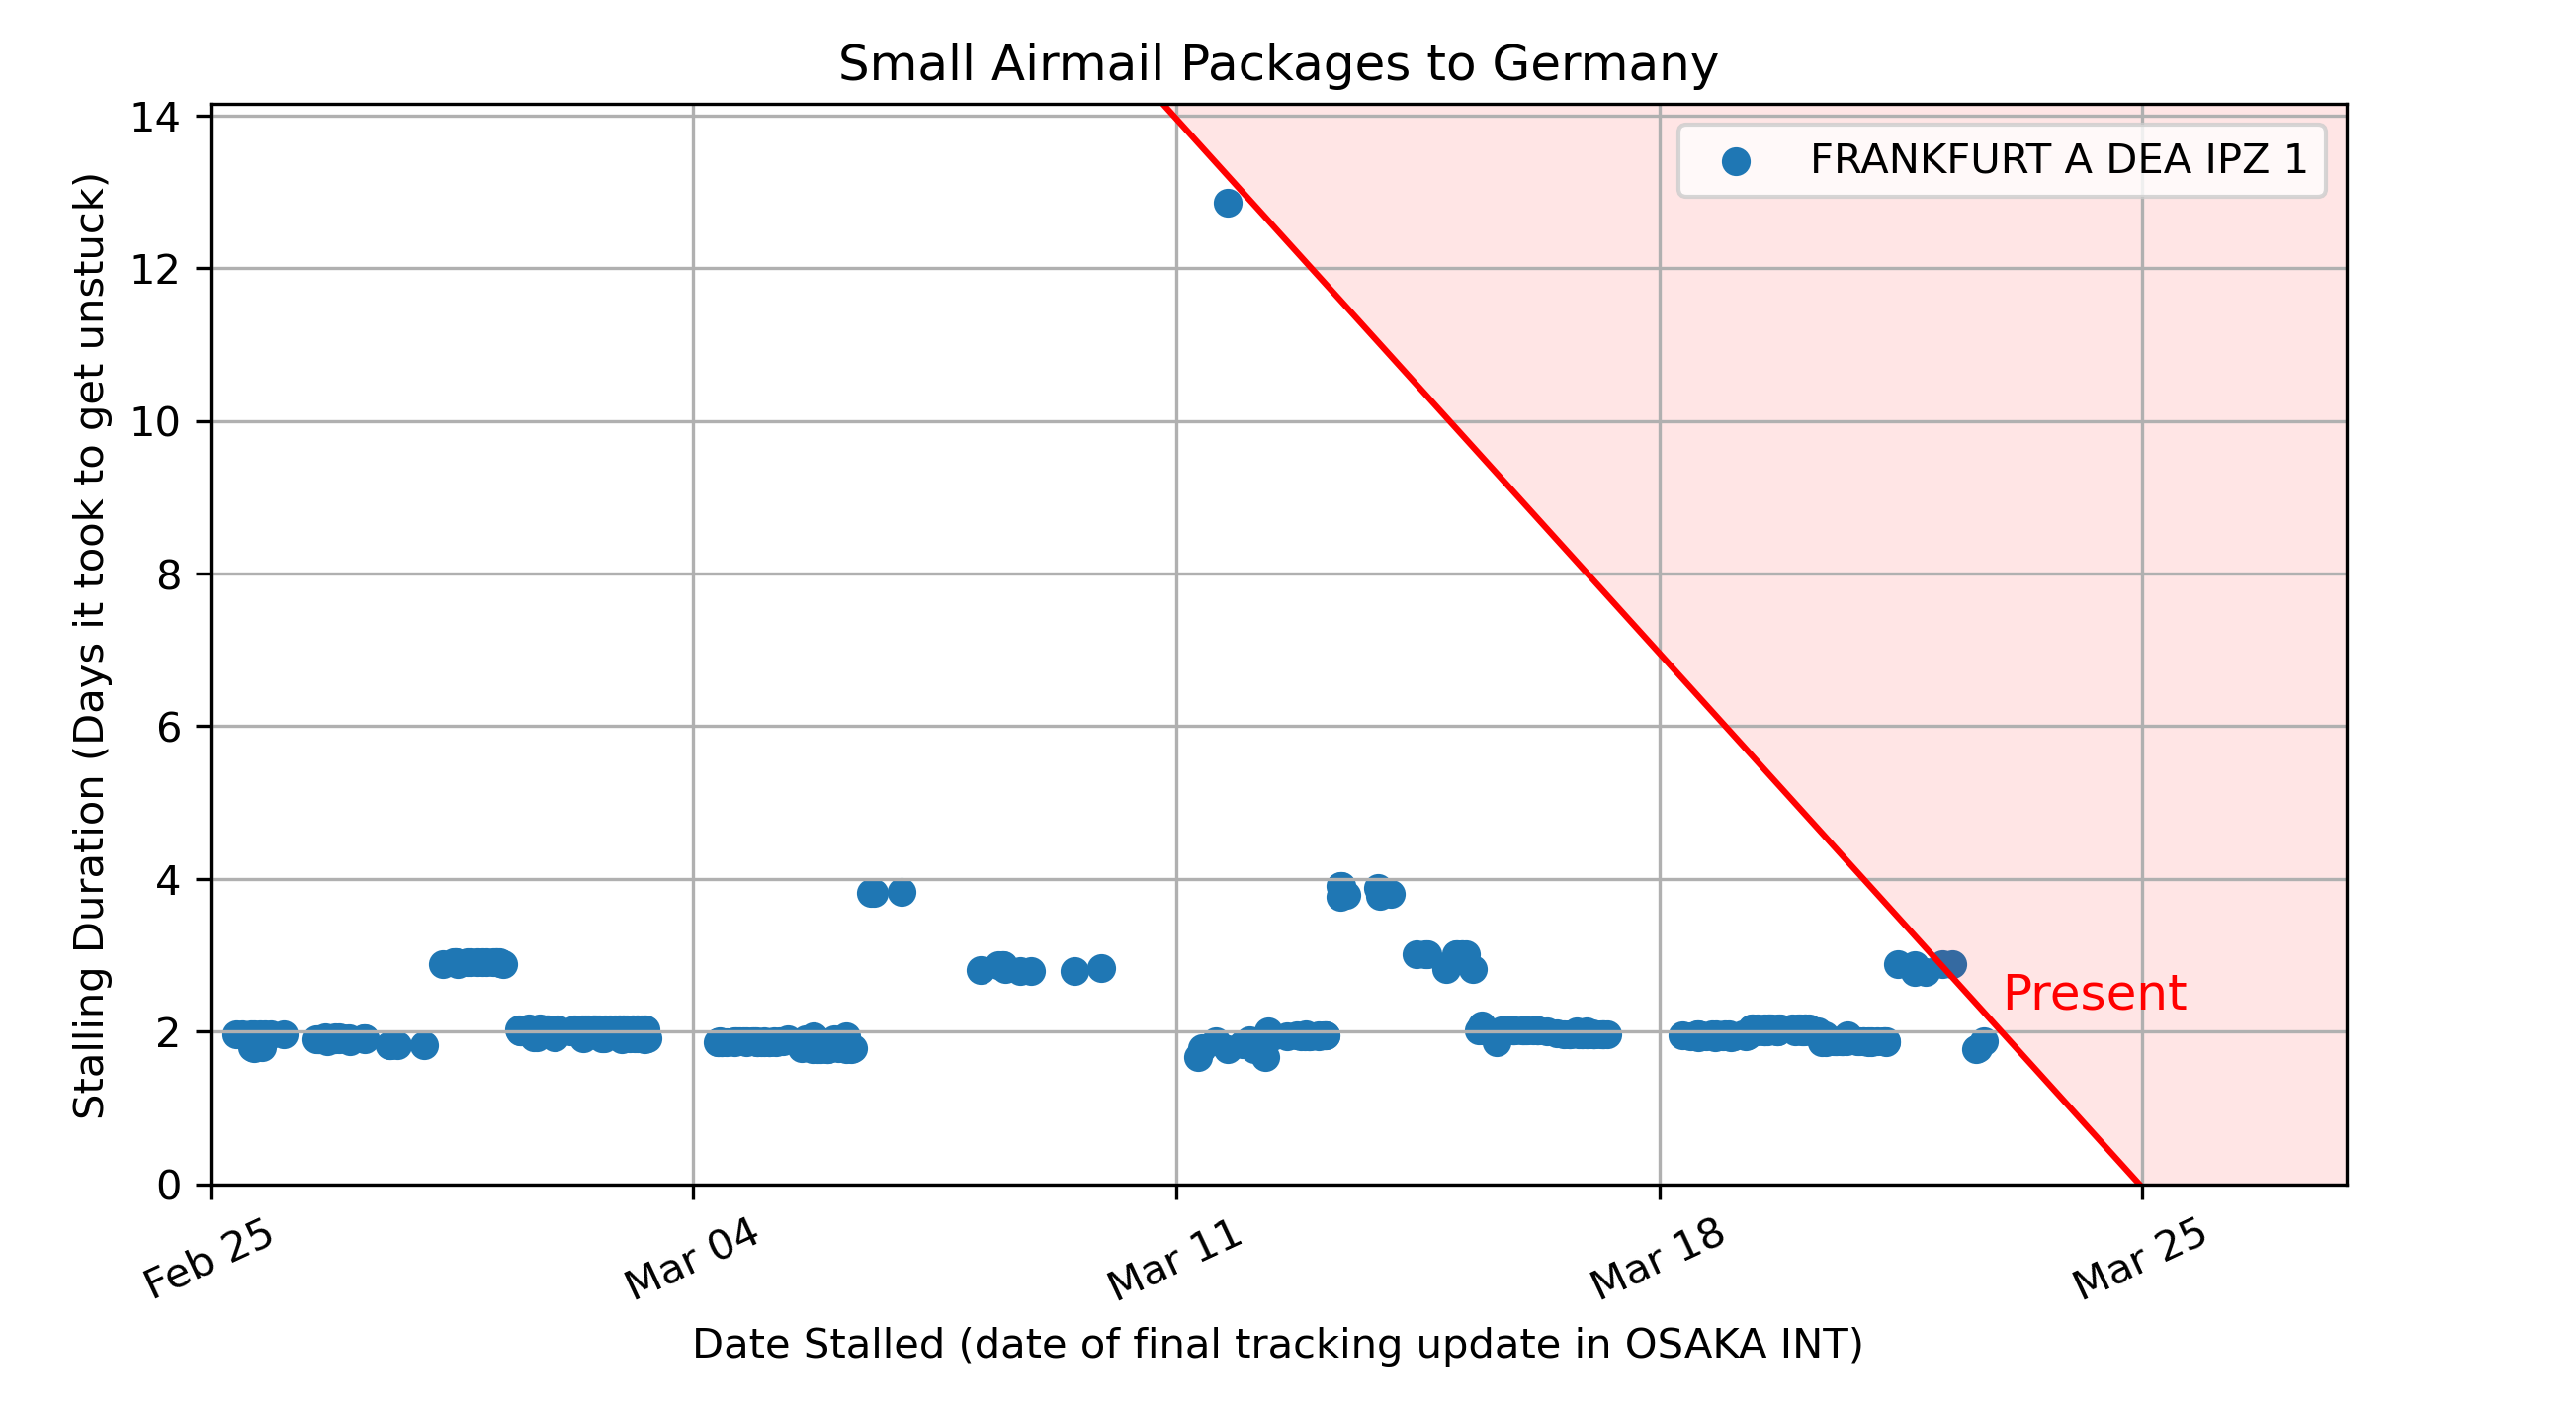 Small Airmail Packages to Germany
FRANKFURT A DEA IPZ 1
Stalling Duration (Days it took to get unstuck)
14
12
10
8
6
4
2
0
Present
Feb 25
Mar 04
Mar 11
Mar 18
Mar 25
Date Stalled (date of final tracking update in OSAKA INT)